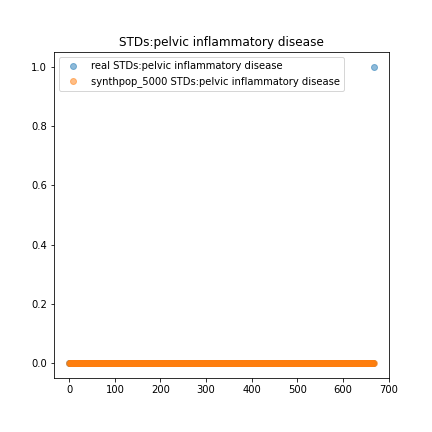 STDs:pelvic inflammatory disease
real STDs:pelvic inflammatory disease
synthpop_5000 STDs:pelvic inflammatory disease
1.0
0.8
0.6
0.4
0.2
0.0
0 100 200 300 400 500 600 700